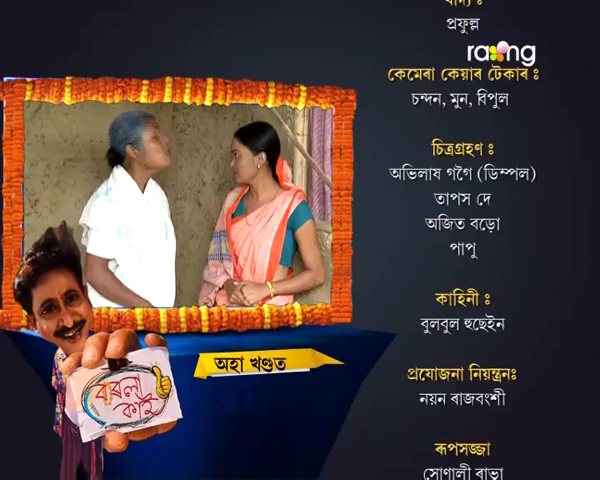 বাদ্য ঃ
প্ৰফুল্ল
rang
কেমেৰা কেয়াৰ টেকাৰ ঃ
চন্দন, মুন, বিপুল
চিত্ৰগ্ৰহণ ঃ
অভিলাষ গগৈ (ডিম্পল)
তাপস দে
অজিত বড়ো
পাপু
কাহিনী ঃ
বুলবুল হুছেইন
প্ৰযোজনা নিয়ন্ত্ৰনঃ
নয়ন ৰাজবংশী
ৰূপসজ্জা
সোণালী ৰাভা
অহা খণ্ডত
বৰলা
কাই